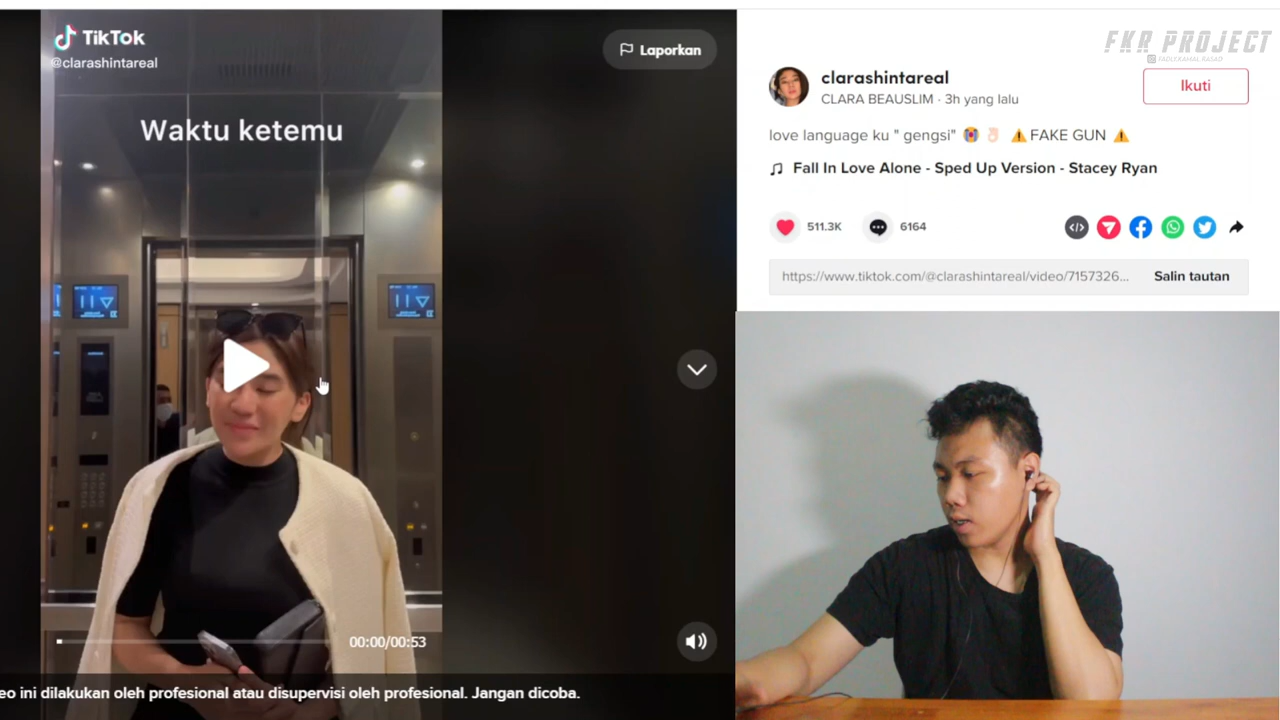 TikTok
@clarashintareal
Laporkan
Waktu ketemu
00:00/00:53
eo ini dilakukan oleh profesional atau disupervisi oleh profesional. Jangan dicoba.
FKR PROJECT
clarashintareal
CLARA BEAUSLIM · 3h yang lalu
Ikuti
love language ku " gengsi" 😭 👌🏻 ⚠️ FAKE GUN ⚠️
Fall In Love Alone - Sped Up Version - Stacey Ryan
511.3K
6164
https://www.tiktok.com/@clarashintareal/video/7157326...
Salin tautan